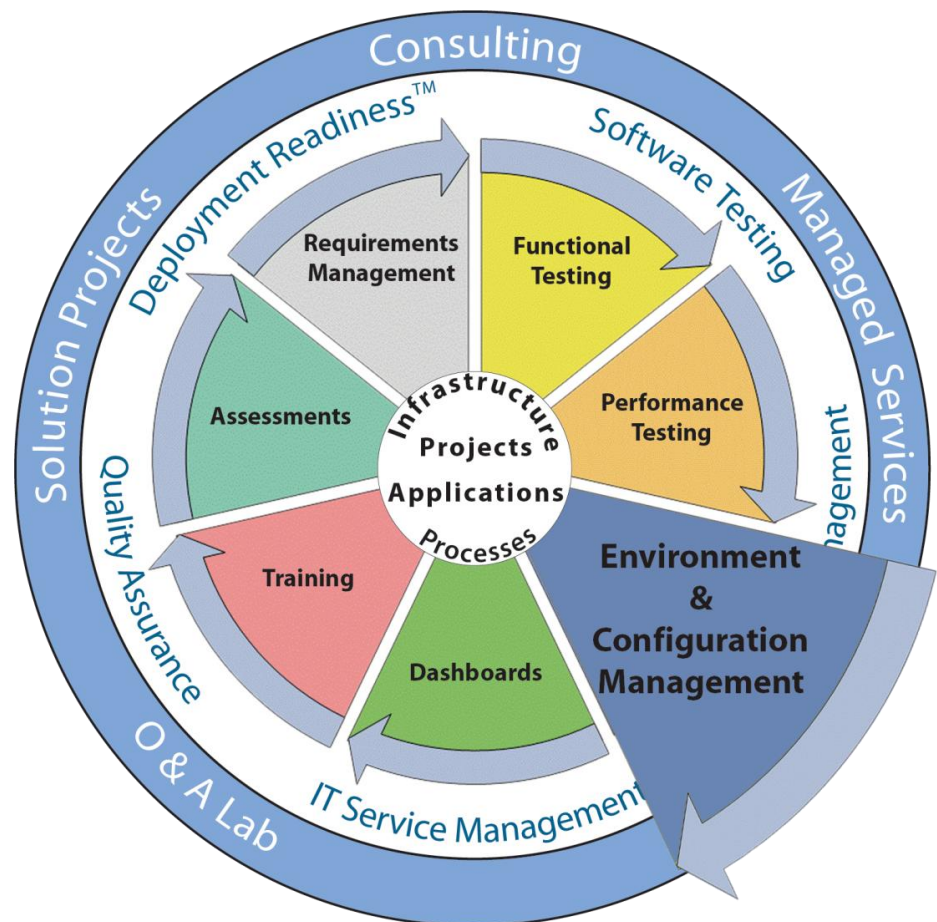 Consulting
Managed Services
O & A Lab
Solution Projects
Deployment Readiness™
Software Testing
IT Service Management
Quality Assurance
Requirements
Management
Functional
Testing
Performance
Testing
Environment
&
Configuration
Management
Dashboards
Training
Assessments
Infrastructure
Projects
Applications
Processes